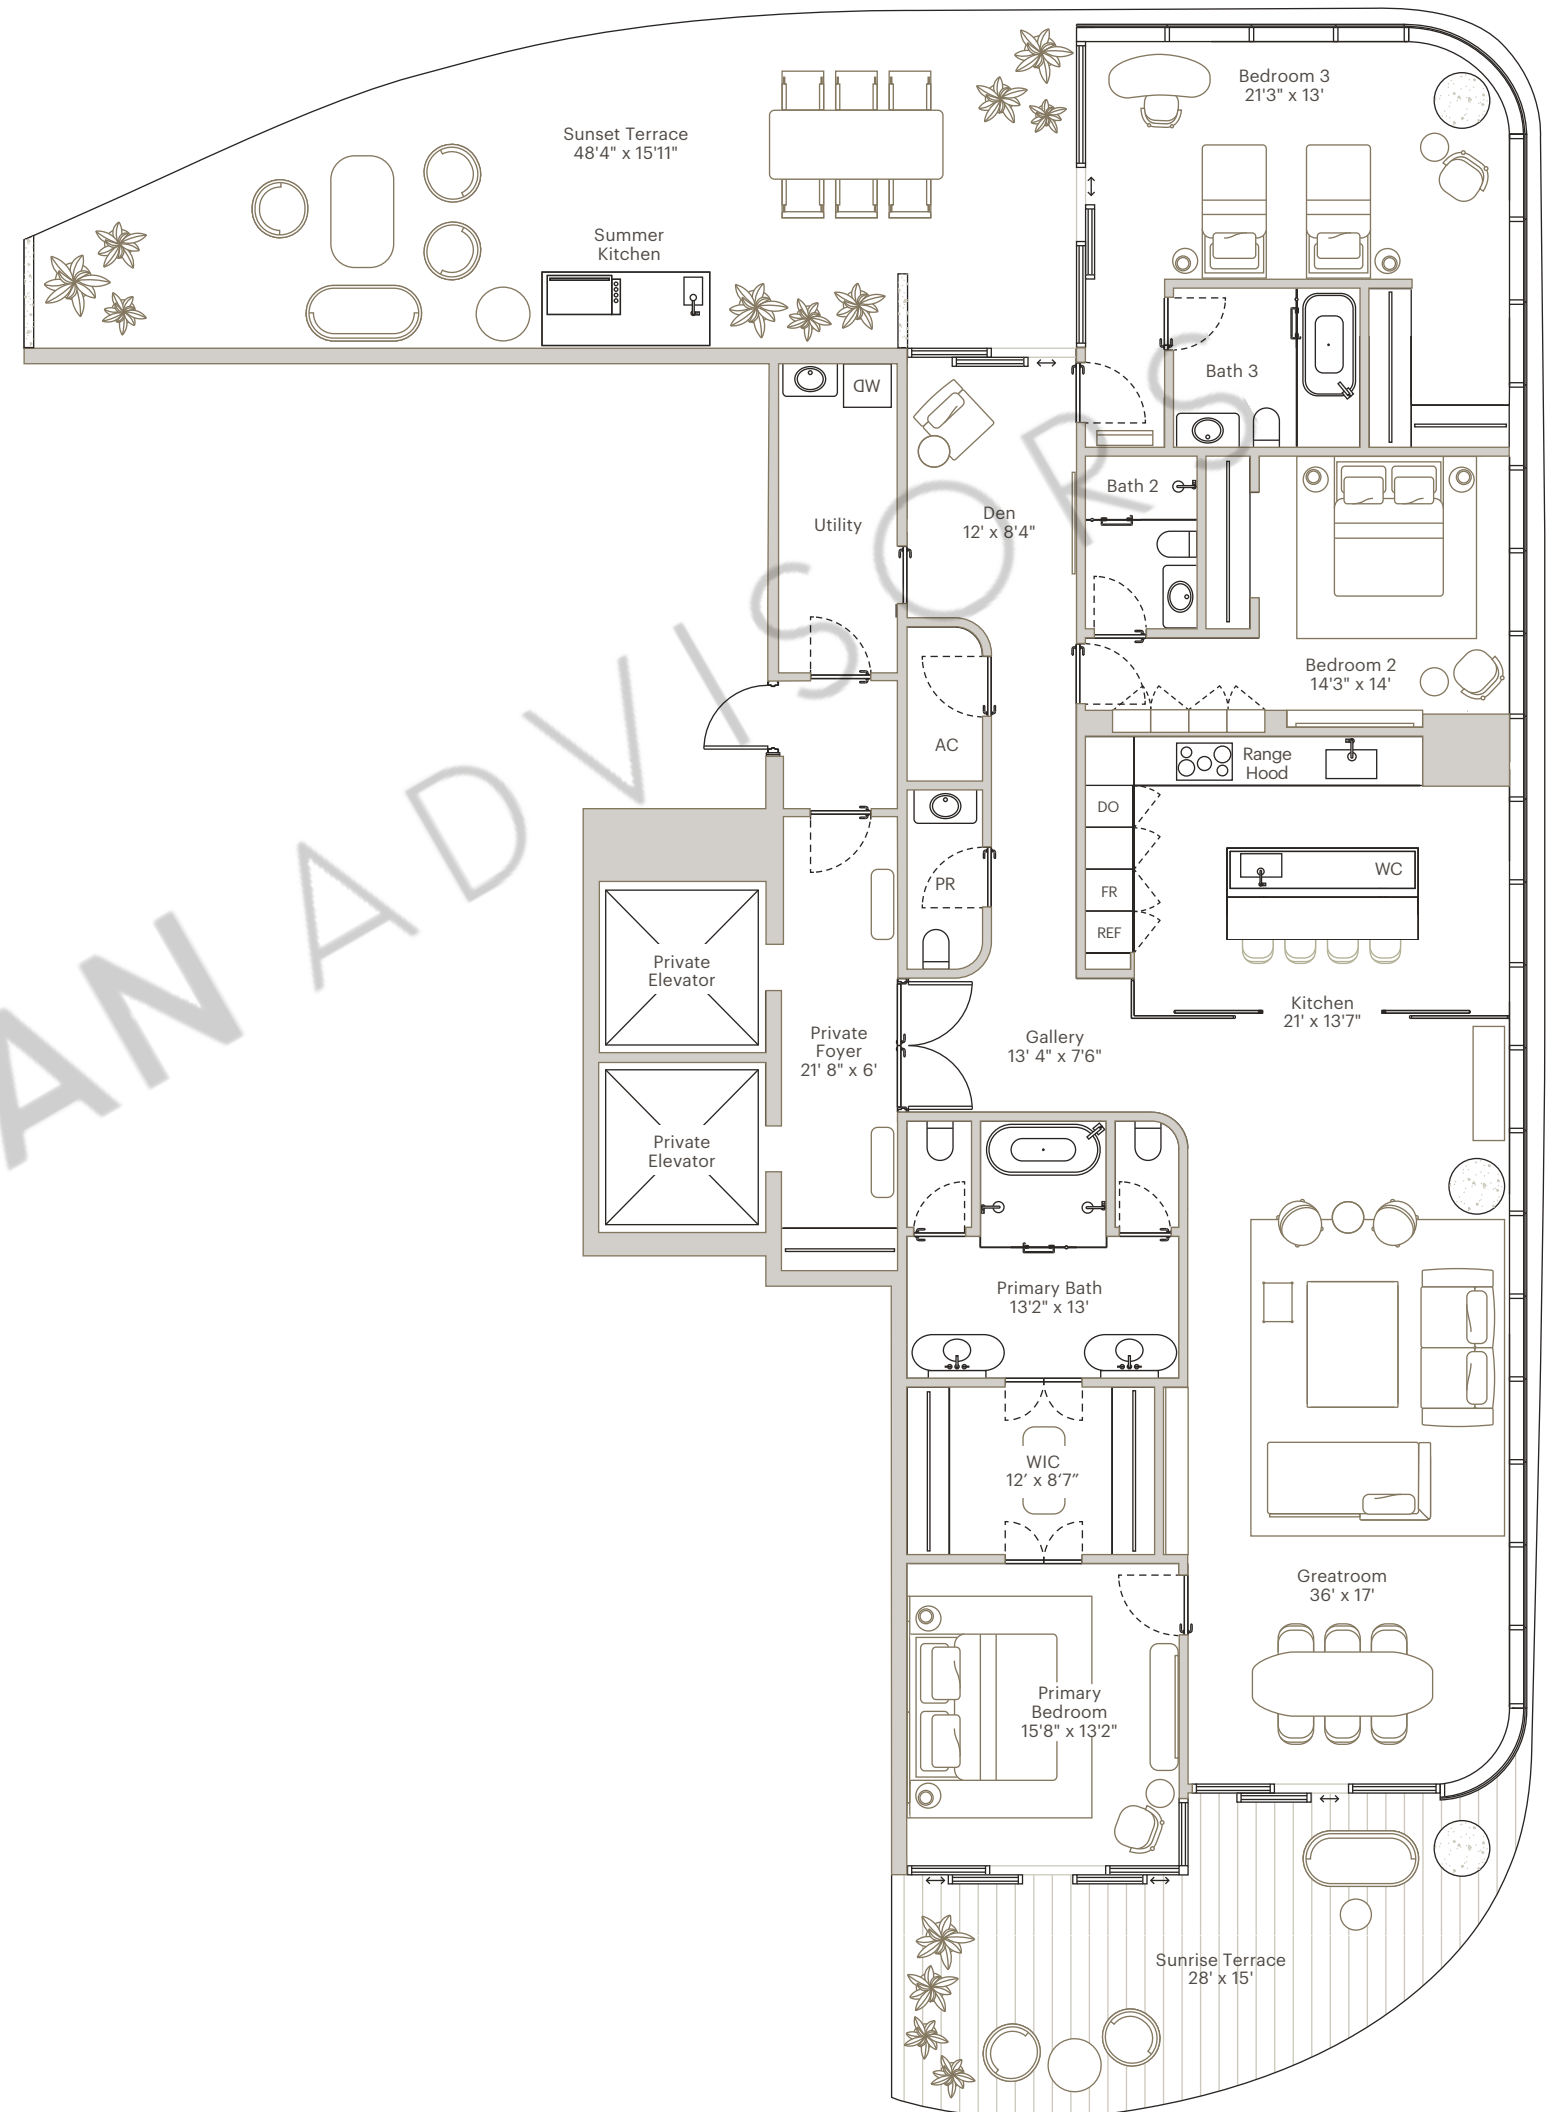 Bedroom 3
21'3" x 13'
Sunset Terrace
48'4" x 15'11"
Summer
Kitchen
Bath 3
WD
Bath 2
Den
12' x 8'4"
Utility
Bedroom 2
14'3" x 14'
AC
Range
Hood
DO
WC
PR
FR
REF
Private
Elevator
Kitchen
21' x 13'7"
Private
Foyer
21' 8" x 6'
Gallery
13' 4" x 7'6"
Private
Elevator
Primary Bath
13'2" x 13'
WIC
12’ x 8‘7”
Greatroom
36' x 17'
Primary
Bedroom
15'8" x 13'2"
Sunrise Terrace
28' x 15'
AN ADVISORS